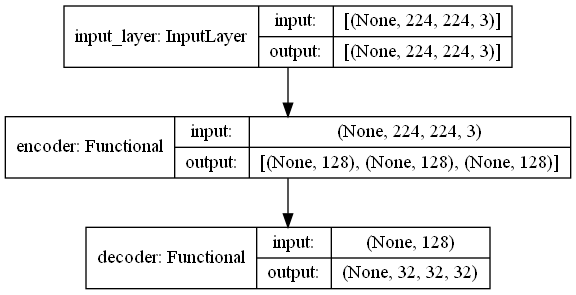 input_layer: InputLayer
input:
[(None, 224, 224, 3)]
output:
[(None, 224, 224, 3)]
encoder: Functional
input:
(None, 224, 224, 3)
output:
[(None, 128), (None, 128), (None, 128)]
decoder: Functional
input:
(None, 128)
output:
(None, 32, 32, 32)